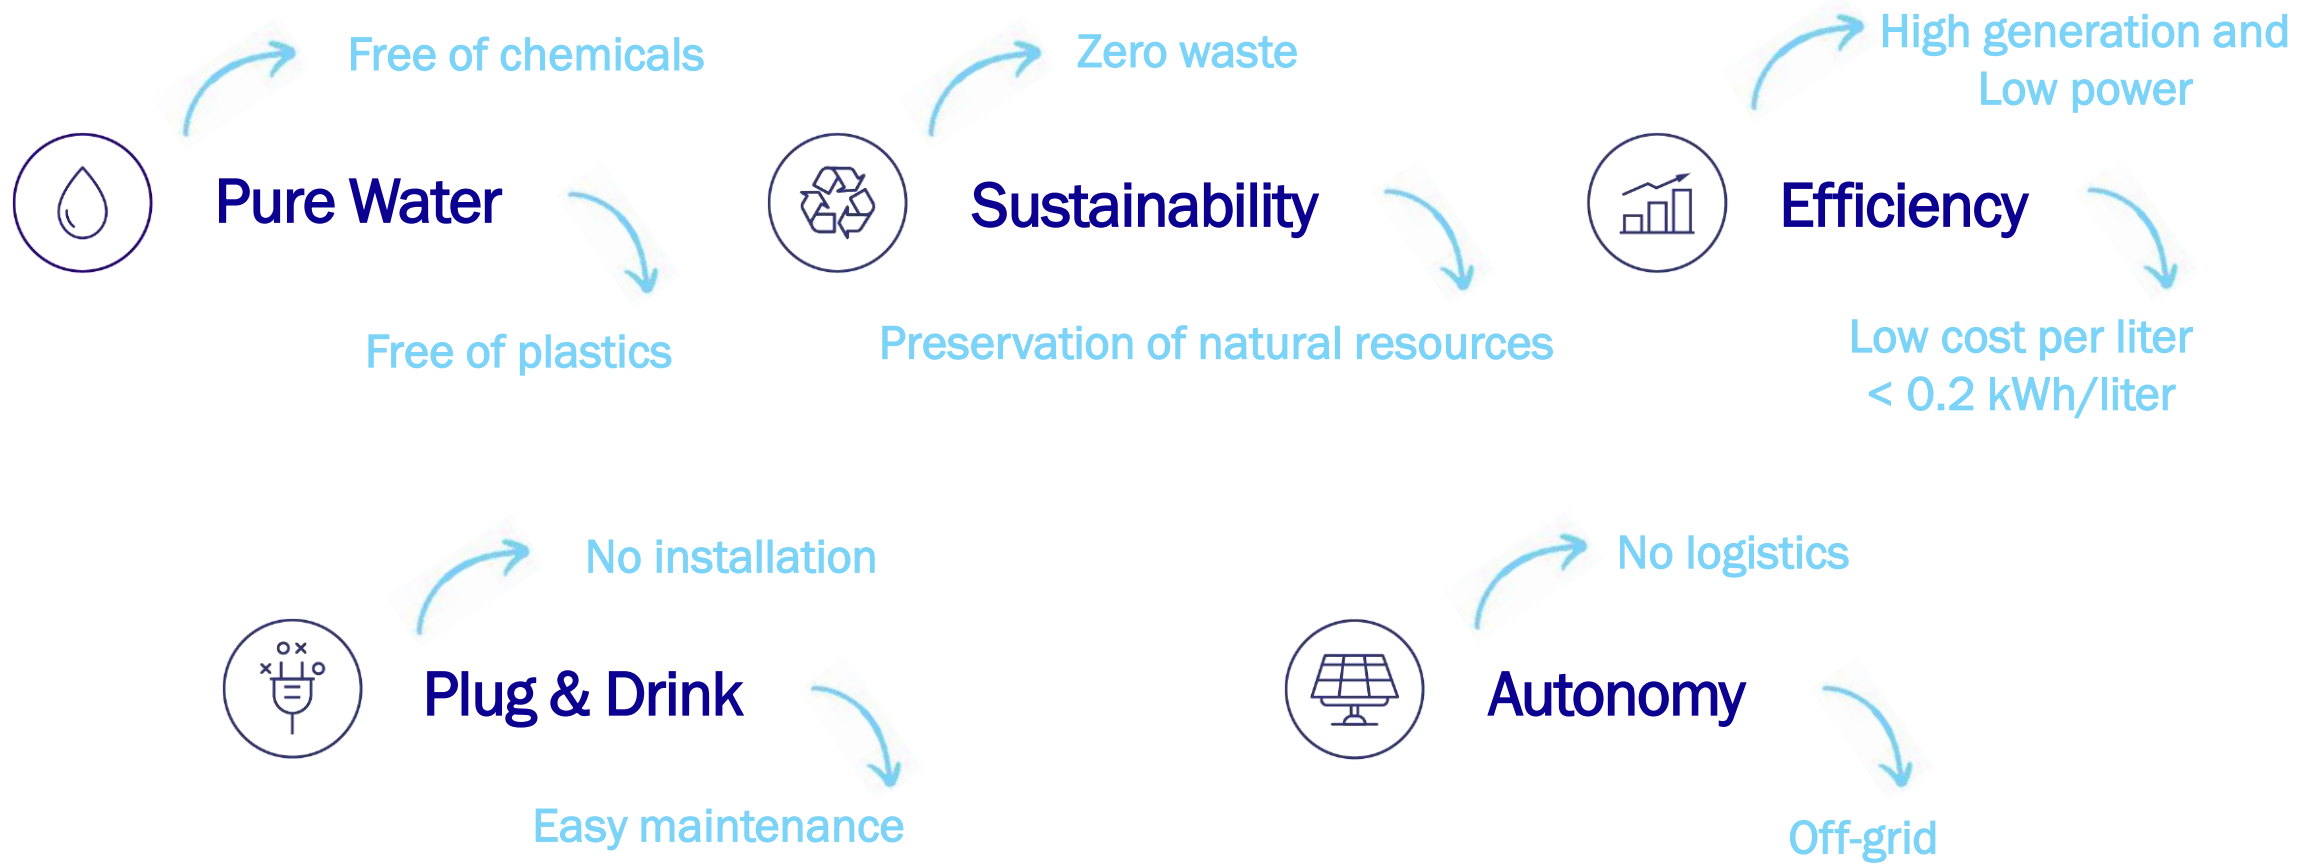 Free of chemicals
Pure Water
Free of plastics
Zero waste
Sustainability
Preservation of natural resources
High generation and
Low power
Efficiency
Low cost per liter
< 0.2 kWh/liter
No installation
Plug & Drink
Easy maintenance
No logistics
Autonomy
Off-grid